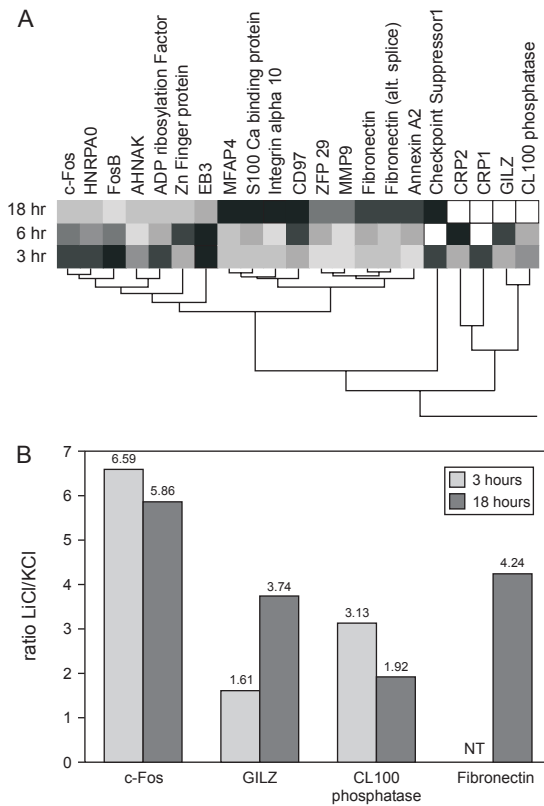 A
c-Fos
HNRPA0
FosB
AHNAK
ADP ribosylation Factor
Zn Finger protein
EB3
MFAP4
S100 Ca binding protein
Integrin alpha 10
CD97
ZFP 29
MMP9
Fibronectin
Fibronectin (alt. splice)
Annexin A2
Checkpoint Suppressor1
CRP2
CRP1
GILZ
CL100 phosphatase
18 hr
6 hr
3 hr
B
ratio LiCl/KCl
7
6
5
4
3
2
1
0
6.59
5.86
1.61
3.74
3.13
1.92
NT
4.24
3 hours
18 hours
c-Fos
GILZ
CL100
phosphatase
Fibronectin